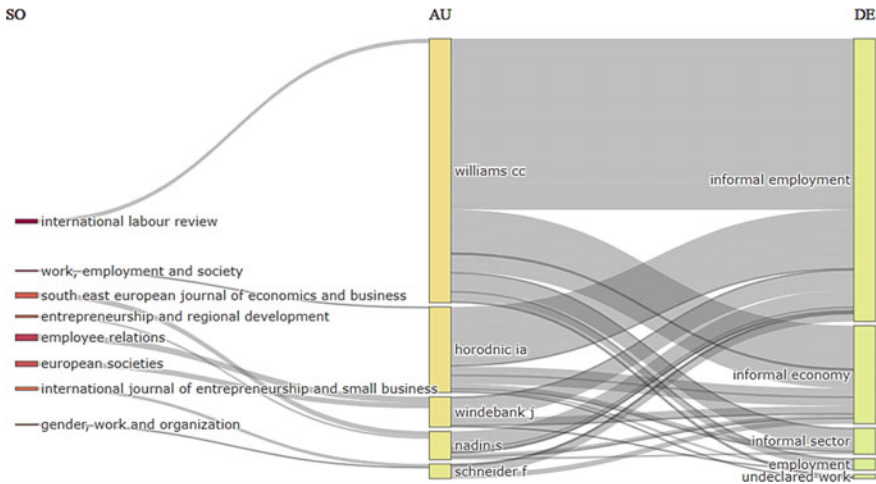 SO
AU
DE
international labour review
work, employment and society
south east european journal of economics and business
entrepreneurship and regional development
employee relations
european societies
international journal of entrepreneurship and small business
gender, work and organization
williams cc
horodnic ia
windebank j
nadin s
schneider f
informal employment
informal economy
informal sector
employment
undeclared work